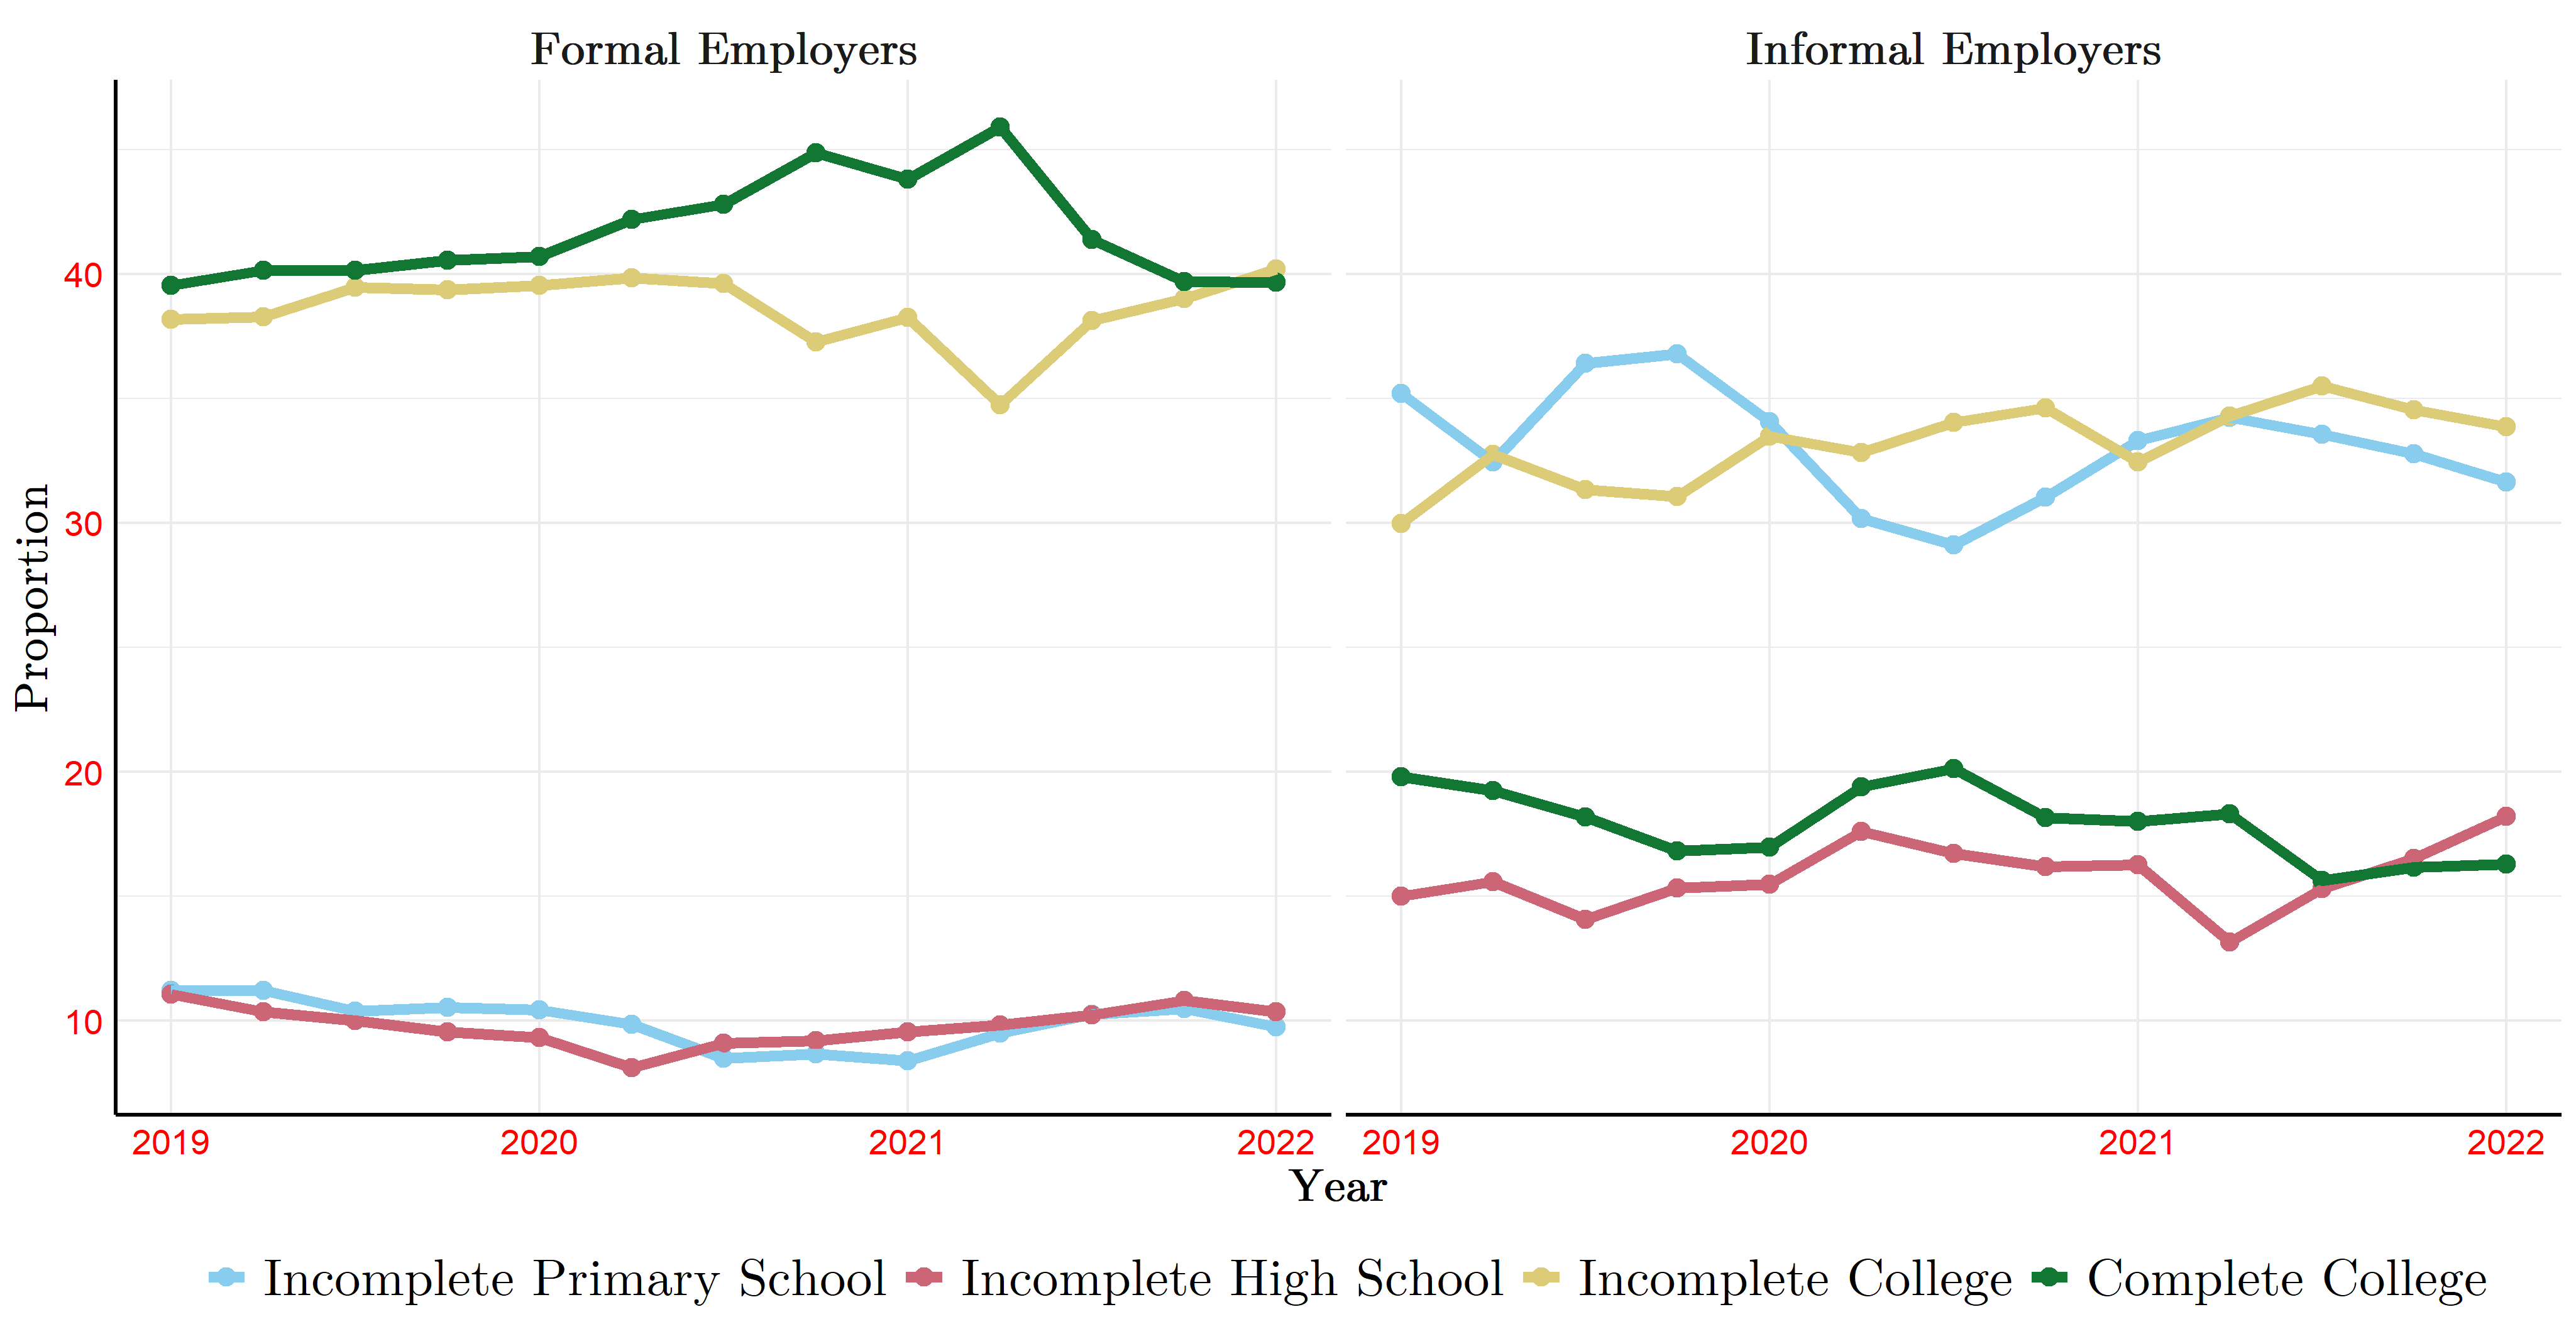 Formal Employers
Informal Employers
Proportion
40
30
20
10
2019 2020 2021 2022 2019 2020 2021 2022
Year
Incomplete Primary School Incomplete High School Incomplete College Complete College